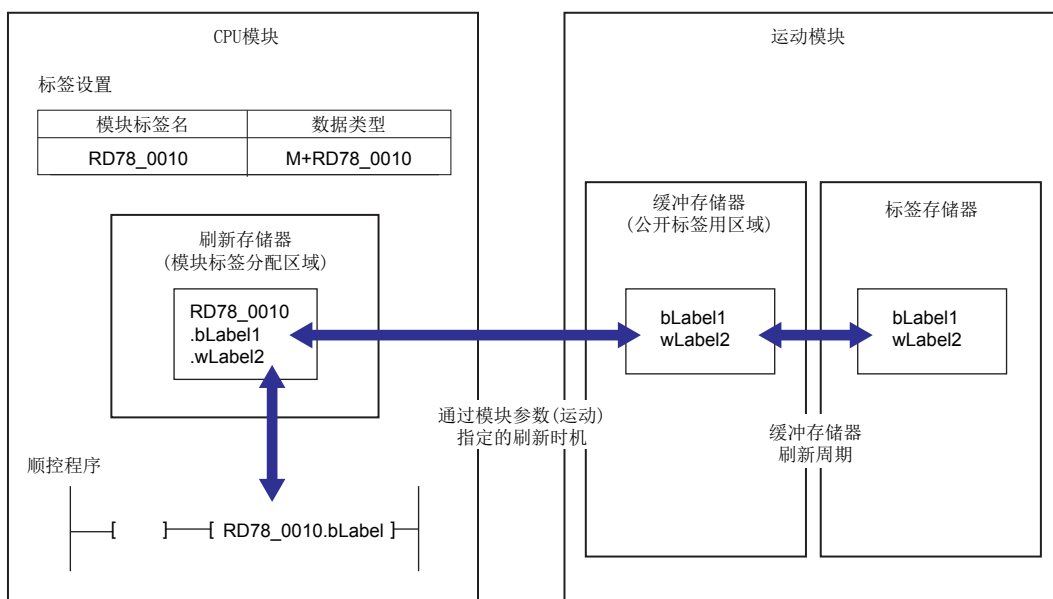 CPU模块
标签设置
模块标签名 数据类型
RD78_0010 M+RD78_0010
刷新存储器
(模块标签分配区域)
RD78_0010
.bLabel1
.wLabel2
顺控程序
[ ] [ RD78_0010.bLabel ]
通过模块参数(运动)
指定的刷新时机
运动模块
缓冲存储器
(公开标签用区域)
bLabel1
wLabel2
缓冲存储器
刷新周期
标签存储器
bLabel1
wLabel2